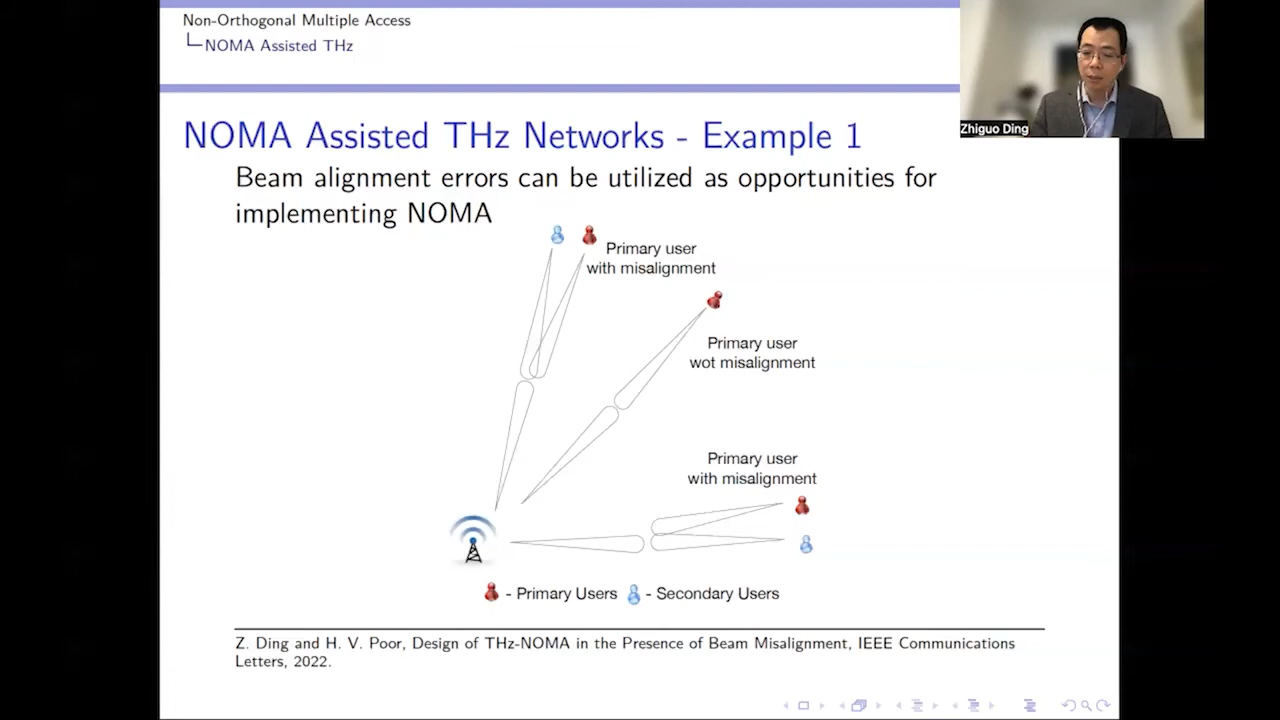 Non-Orthogonal Multiple Access
NOMA Assisted THz
Zhiguo Ding
NOMA Assisted THz Networks - Example 1
Beam alignment errors can be utilized as opportunities for
implementing NOMA
Primary user
with misalignment
Primary user
wot misalignment
Primary user
with misalignment
- Primary Users - Secondary Users
Z. Ding and H. V. Poor, Design of THz-NOMA in the Presence of Beam Misalignment, IEEE Communications
Letters, 2022.